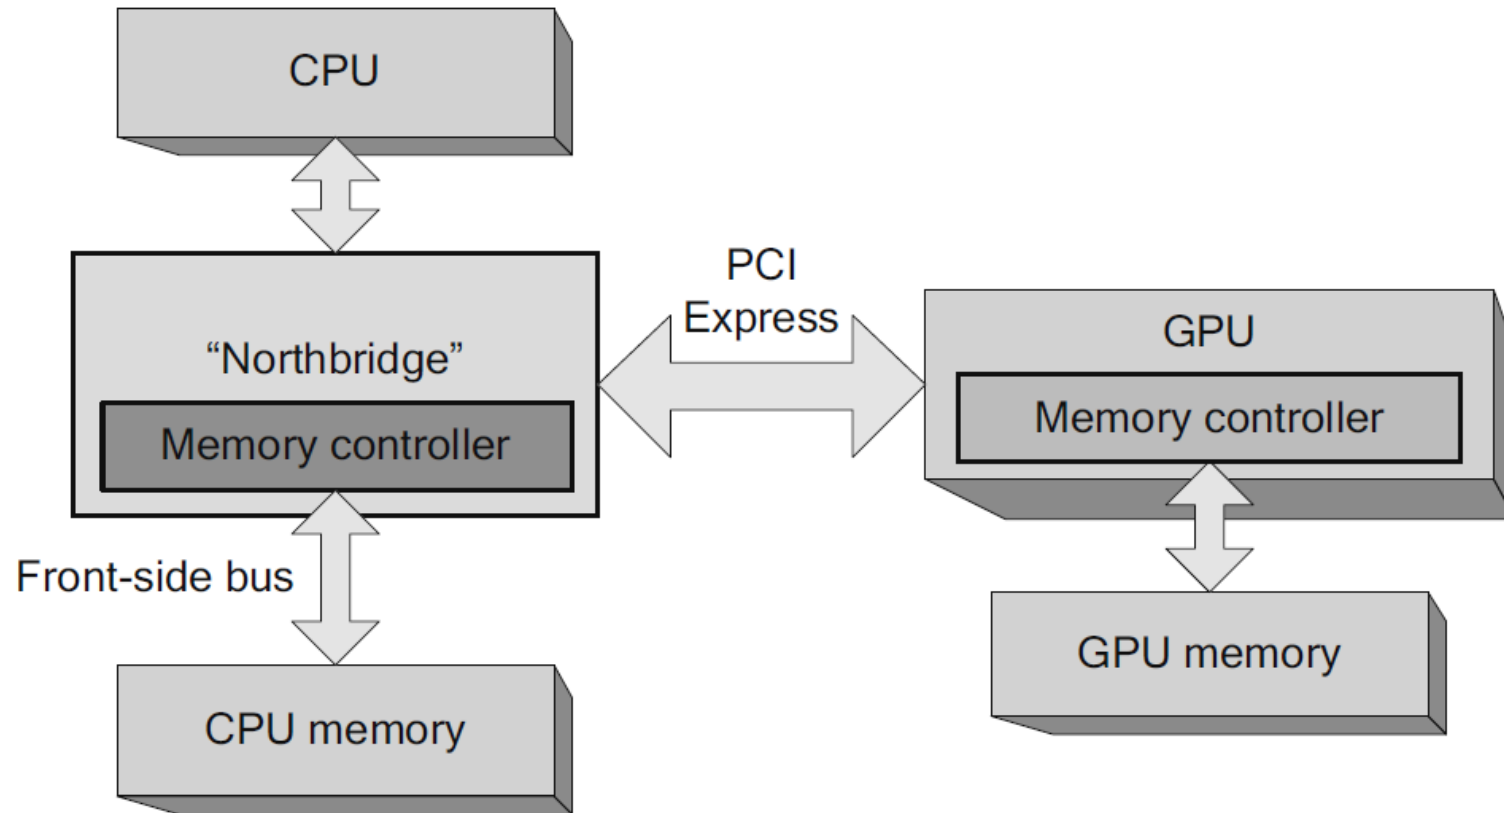 CPU
PCI
Express
“Northbridge”
GPU
Memory controller
Memory controller
Front-side bus
GPU memory
CPU memory